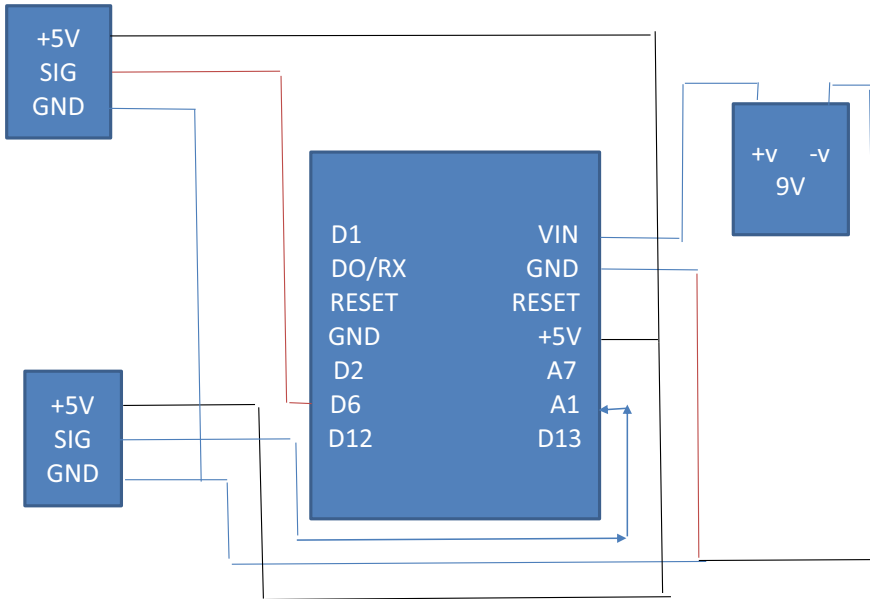 +5V
SIG
GND
+v -v
9V
D1 VIN
DO/RX GND
RESET RESET
GND +5V
D2 A7
D6 A1
D12 D13
+5V
SIG
GND